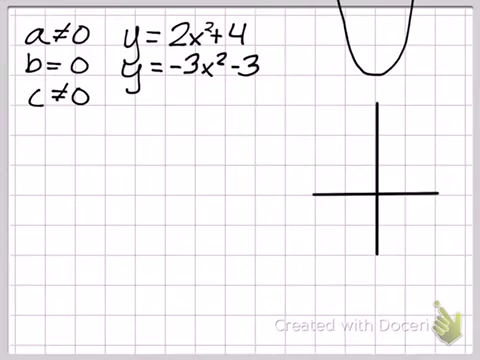 a ≠ 0 y = 2x² + 4
b = 0 y = -3x² - 3
c ≠ 0
Created with Doceri